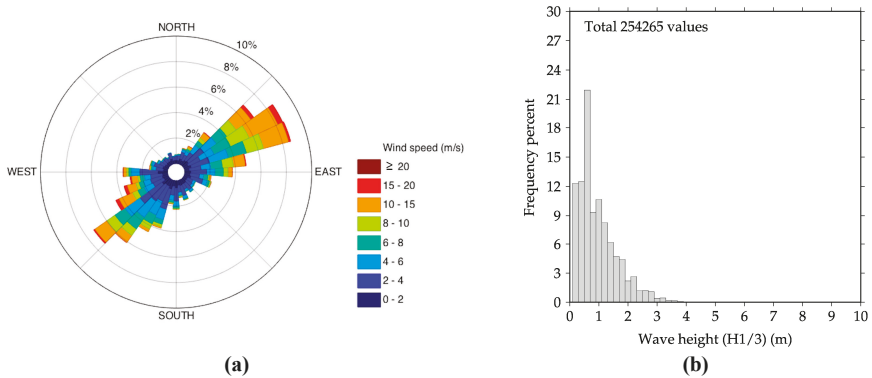 NORTH
10%
8%
6%
4%
2%
WEST
EAST
SOUTH
Wind speed (m/s)
≥ 20
15 - 20
10 - 15
8 - 10
6 - 8
4 - 6
2 - 4
0 - 2
(a)
Total 254265 values
Frequency percent
30
27
24
21
18
15
12
9
6
3
0
0 1 2 3 4 5 6 7 8 9 10
Wave height (H1/3) (m)
(b)